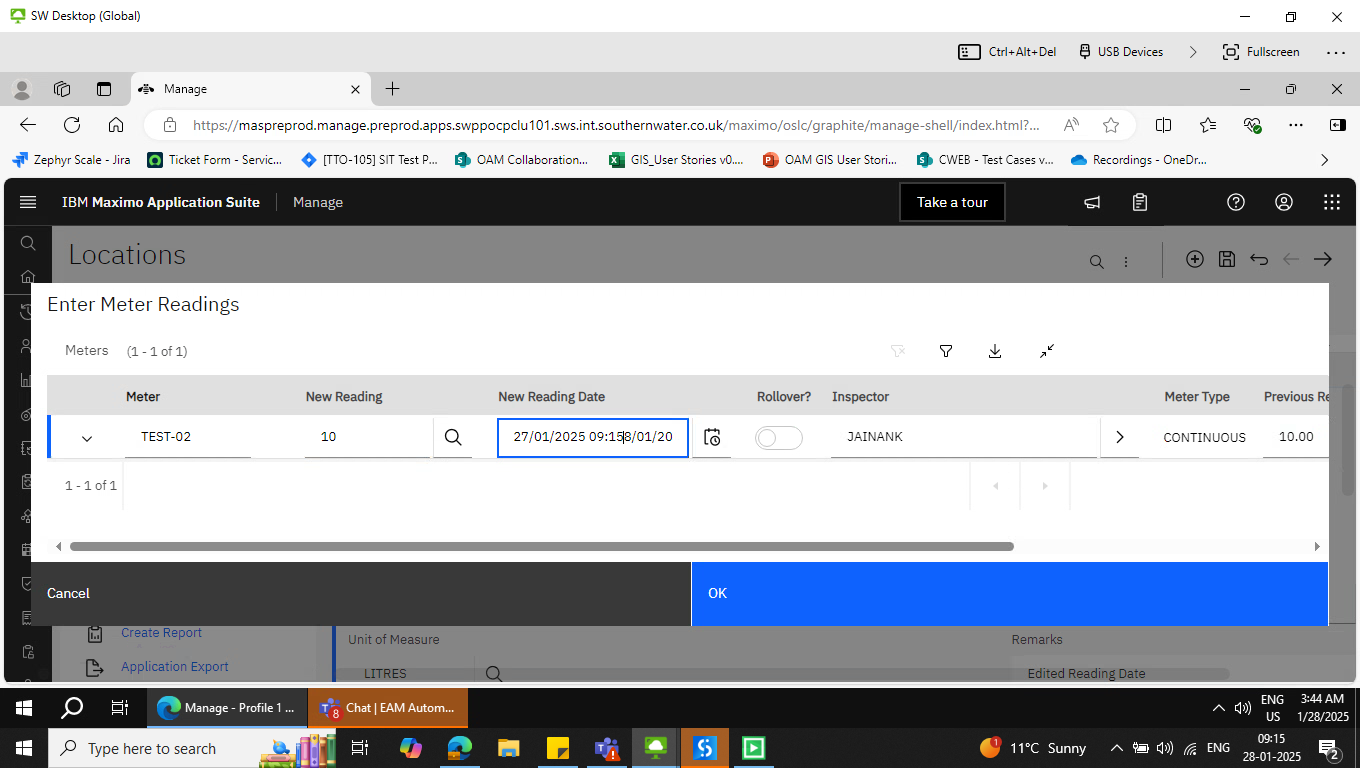 SW Desktop (Global)
Ctrl+Alt+Del
USB Devices
Fullscreen
Manage
https://maspreprod.manage.preprod.apps.swppocpclu101.sws.int.southernwater.co.uk/maximo/oslc/graphite/manage-shell/index.html?...
Zephyr Scale - Jira
Ticket Form - Servic...
[TTO-105] SIT Test P...
OAM Collaboration...
GIS_User Stories v0....
OAM GIS User Stori...
CWEB - Test Cases v...
Recordings - OneDr...
IBM Maximo Application Suite
Manage
Take a tour
Locations
Enter Meter Readings
Meters (1 - 1 of 1)
Meter New Reading New Reading Date Rollover? Inspector Meter Type Previous Re
TEST-02 10 27/01/2025 09:158/01/20 JAINANK CONTINUOUS 10.00
1 - 1 of 1
Cancel
OK
Create Report
Unit of Measure
Remarks
Application Export
LITRES
Edited Reading Date
Manage - Profile 1 ...
8
Chat | EAM Autom...
ENG
US
3:44 AM
1/28/2025
Type here to search
1
11°C Sunny
ENG
09:15
28-01-2025
2